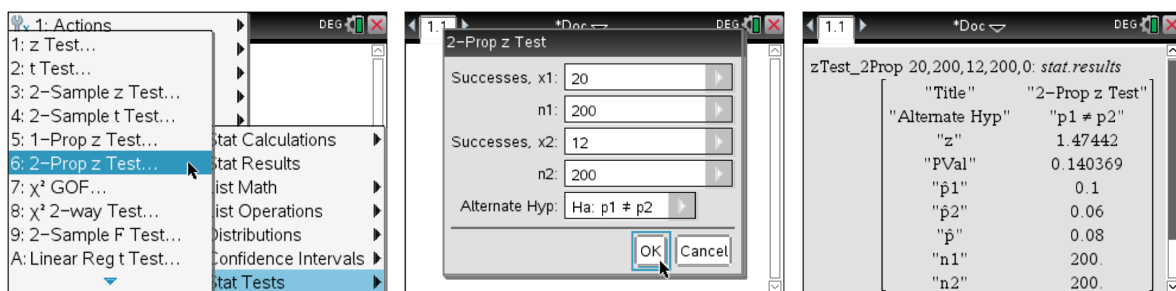 1: Actions
DEG
1: z Test...
2: t Test...
3: 2-Sample z Test...
4: 2-Sample t Test...
5: 1-Prop z Test...
6: 2-Prop z Test...
7: χ² GOF...
8: χ² 2-way Test...
9: 2-Sample F Test...
A: Linear Reg t Test...
Stat Calculations
Stat Results
List Math
List Operations
Distributions
Confidence Intervals
Stat Tests
1.1
*Doc
DEG
2-Prop z Test
Successes, x1: 20
n1: 200
Successes, x2: 12
n2: 200
Alternate Hyp: Ha: p1 ≠ p2
OK Cancel
1.1
*Doc
DEG
zTest_2Prop 20,200,12,200,0: stat.results
"Title" "2-Prop z Test"
"Alternate Hyp" "p1 ≠ p2"
"z" 1.47442
"PVal" 0.140369
"p̂1" 0.1
"p̂2" 0.06
"p̂" 0.08
"n1" 200.
"n2" 200.